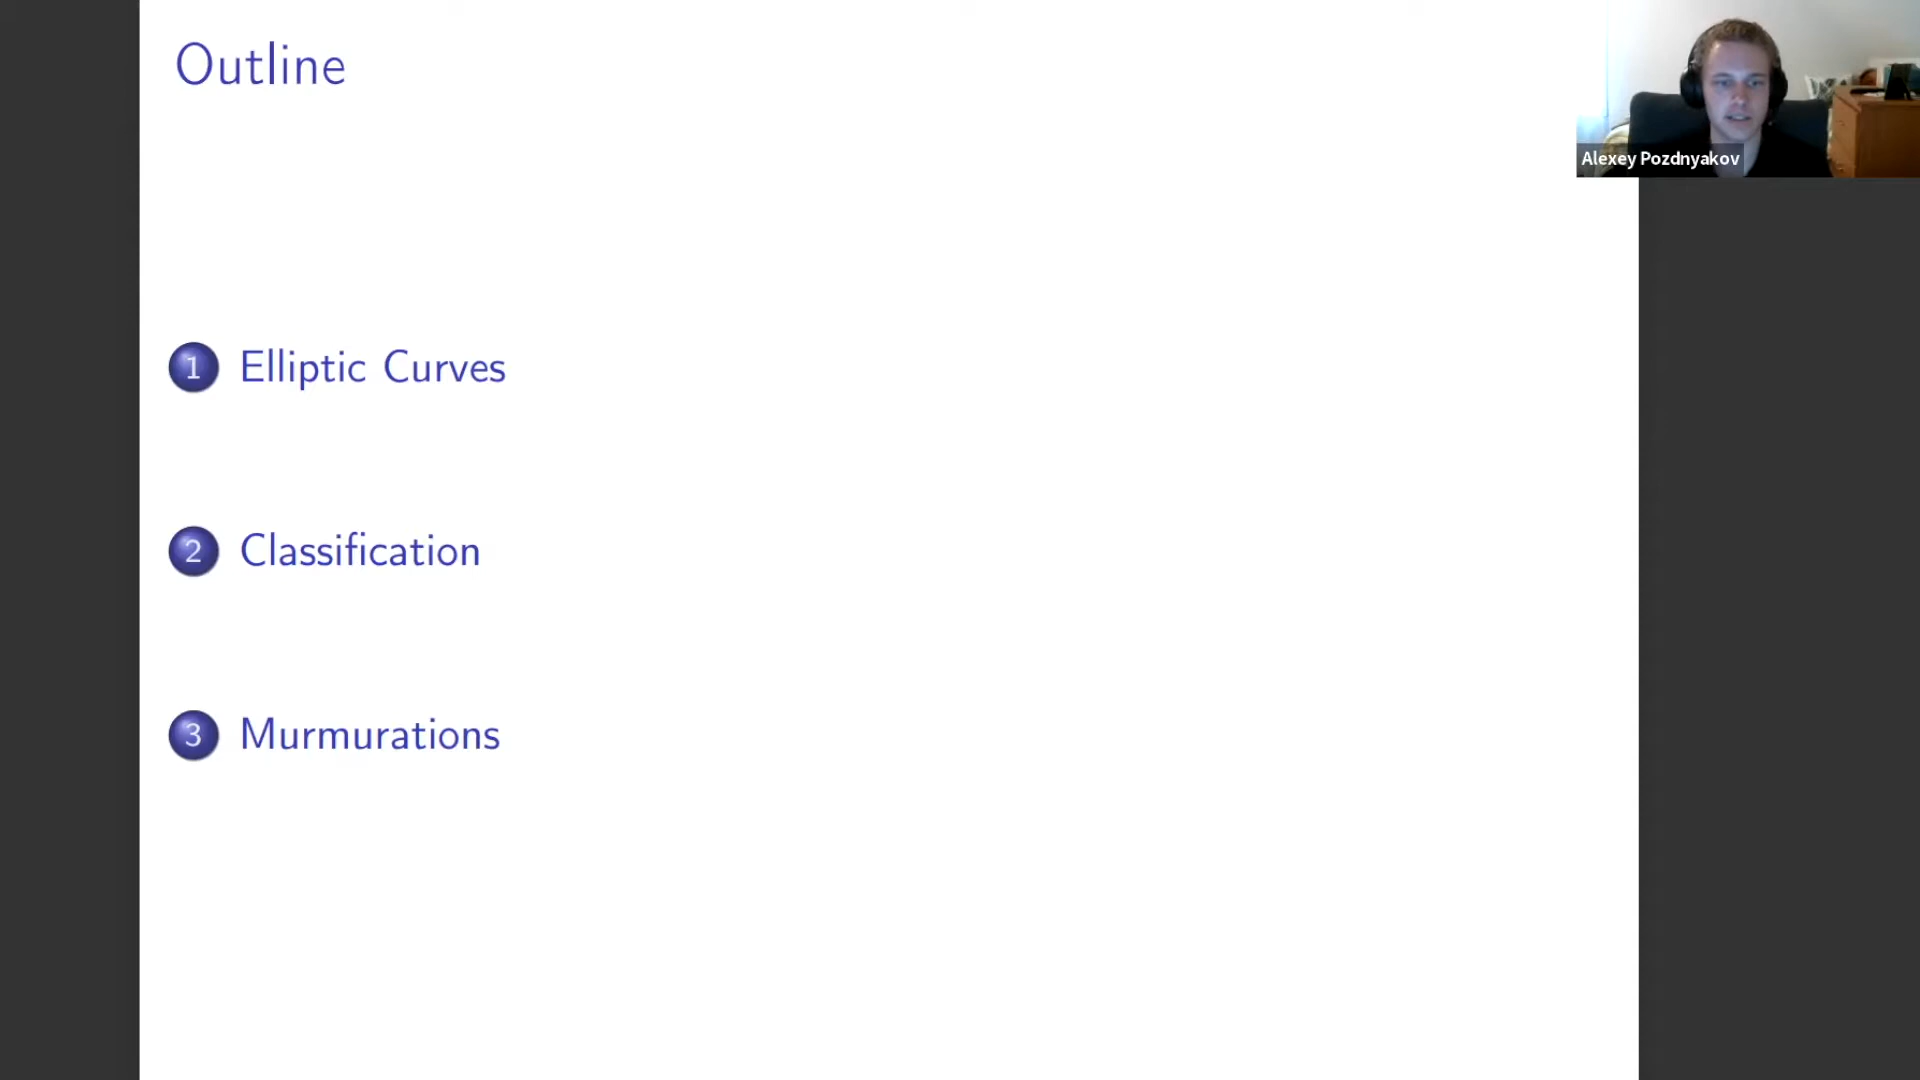 Outline
Alexey Pozdnyakov
1 Elliptic Curves
2 Classification
3 Murmurations